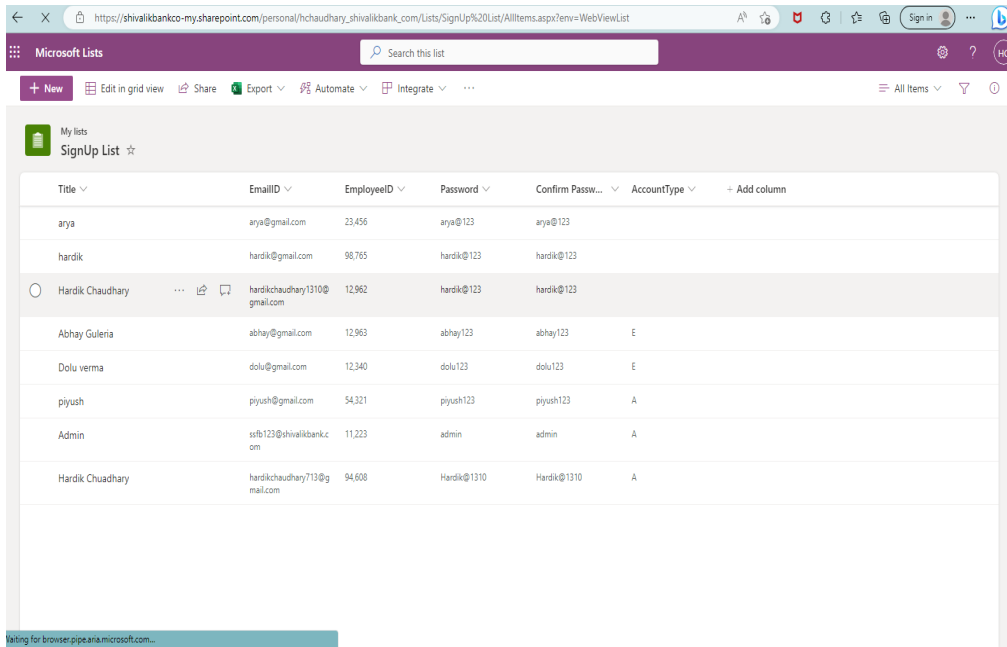 https://shivalikbankco-my.sharepoint.com/personal/hchaudhary_shivalikbank_com/Lists/SignUp%20List/AllItems.aspx?env=WebViewList
Sign in
Microsoft Lists
Search this list
?
HC
+ New
Edit in grid view
Share
Export
Automate
Integrate
...
All Items
My lists
SignUp List
Title EmailID EmployeeID Password Confirm Passw... AccountType + Add column
arya arya@gmail.com 23,456 arya@123 arya@123
hardik hardik@gmail.com 98,765 hardik@123 hardik@123
Hardik Chaudhary ... hardikchaudhary1310@ 12,962 hardik@123 hardik@123
gmail.com
Abhay Guleria abhay@gmail.com 12,963 abhay123 abhay123 E
Dolu verma dolu@gmail.com 12,340 dolu123 dolu123 E
piyush piyush@gmail.com 54,321 piyush123 piyush123 A
Admin ssfb123@shivalikbank.c 11,223 admin admin A
om
Hardik Chuadhary hardikchaudhary713@g 94,608 Hardik@1310 Hardik@1310 A
mail.com
Waiting for browser.pipe.aria.microsoft.com...